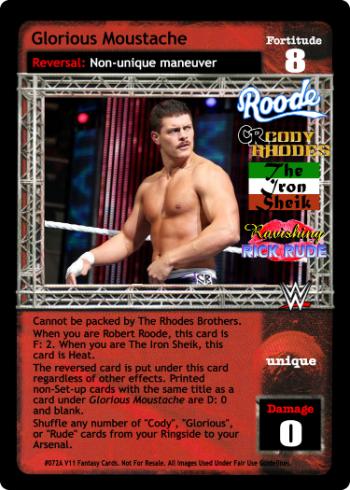 Glorious Moustache
Fortitude
8
Reversal: Non-unique maneuver
Roode
CR CODY
RHODES
The
Iron
Sheik
Ravishing
RICK RUDE
W
Cannot be packed by The Rhodes Brothers.
When you are Robert Roode, this card is
F: 2. When you are The Iron Sheik, this
card is Heat.
The reversed card is put under this card
regardless of other effects. Printed
non-Set-up cards with the same title as a
card under Glorious Moustache are D: 0
and blank.
Shuffle any number of "Cody", "Glorious",
or "Rude" cards from your Ringside to your
Arsenal.
unique
Damage
0
#072A V11 Fantasy Cards. Not For Resale. All Images Used Under Fair Use Guidelines.